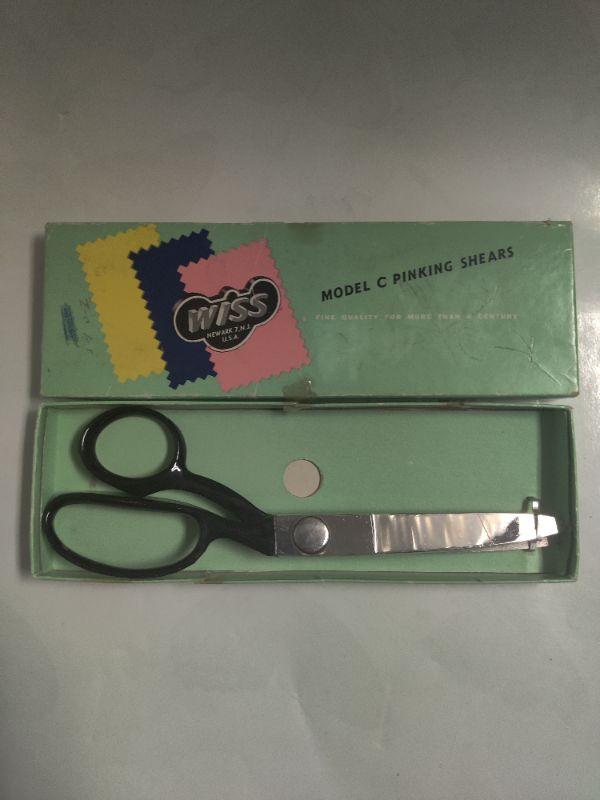 WISS
NEWARK 7, N.J.
U.S.A.
MODEL C PINKING SHEARS
FINE QUALITY FOR MORE THAN A CENTURY